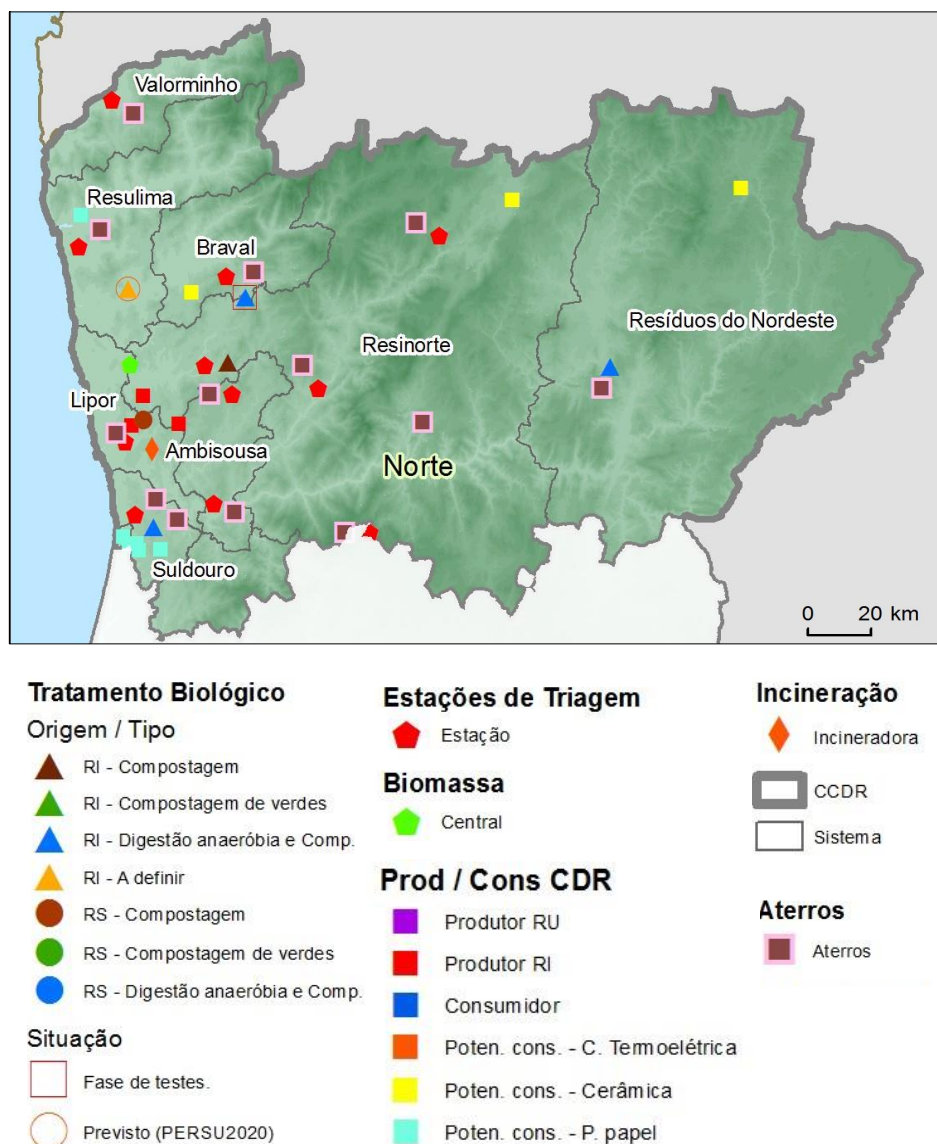 Valorminho
Resulima
Braval
Resíduos do Nordeste
Resinorte
Lipor
Ambisousa
Norte
Suldouro
0 20 km
Tratamento Biológico
Origem / Tipo
RI - Compostagem
RI - Compostagem de verdes
RI - Digestão anaeróbia e Comp.
RI - A definir
RS - Compostagem
RS - Compostagem de verdes
RS - Digestão anaeróbia e Comp.
Situação
Fase de testes.
Previsto (PERSU2020)
Estações de Triagem
Estação
Biomassa
Central
Prod / Cons CDR
Produtor RU
Produtor RI
Consumidor
Poten. cons. - C. Termoelétrica
Poten. cons. - Cerâmica
Poten. cons. - P. papel
Incineração
Incineradora
CCDR
Sistema
Aterros
Aterros